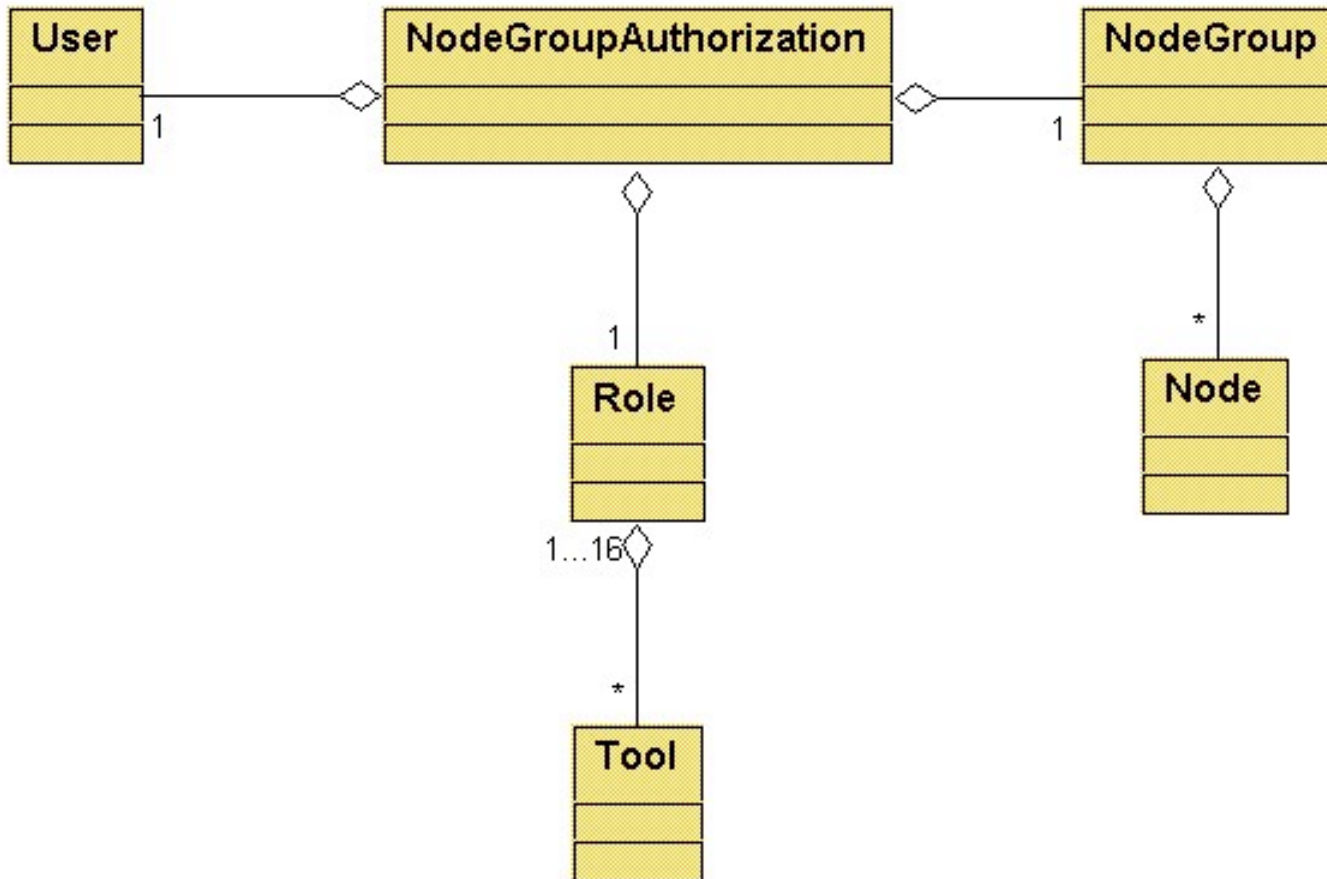 User
NodeGroupAuthorization
NodeGroup
1
1
1
*
Role
Node
1...16
*
Tool